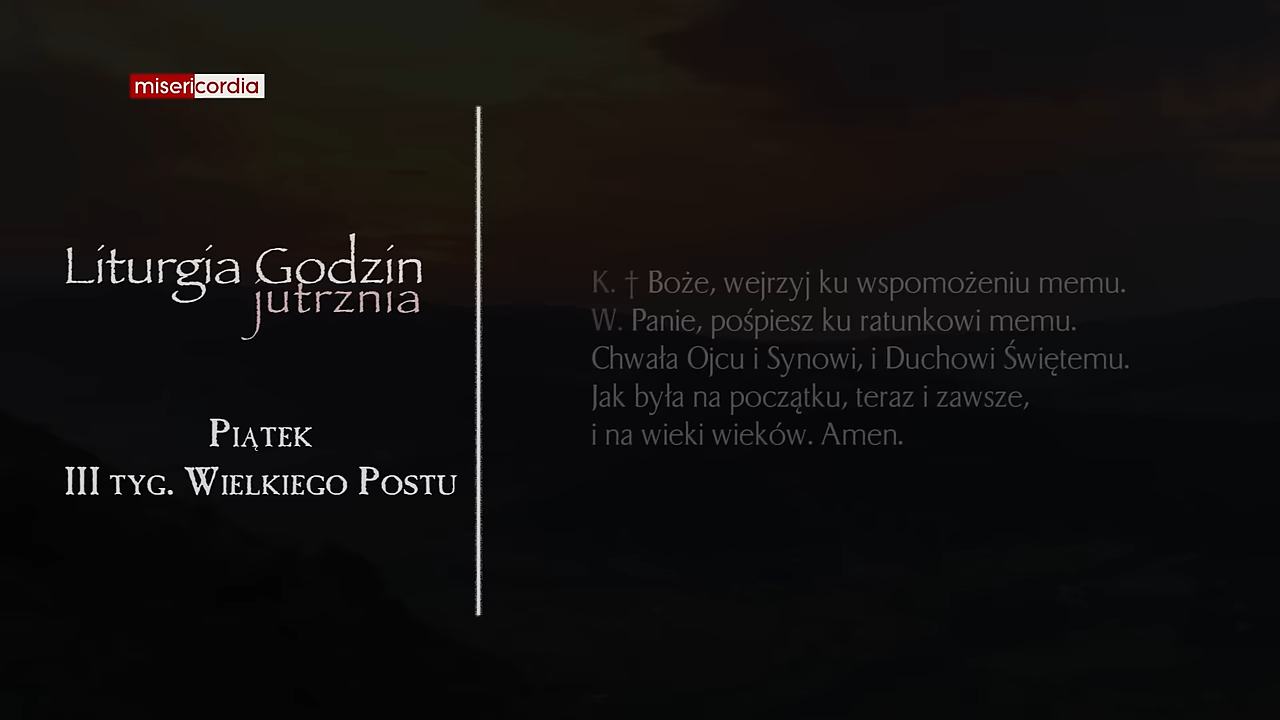 misericordia
Liturgia Godzin
jutrznia
Piątek
III tyg. Wielkiego Postu
K. † Boże, wejrzyj ku wspomożeniu memu.
W. Panie, pośpiesz ku ratunkowi memu.
Chwała Ojcu i Synowi, i Duchowi Świętemu.
Jak była na początku, teraz i zawsze,
i na wieki wieków. Amen.